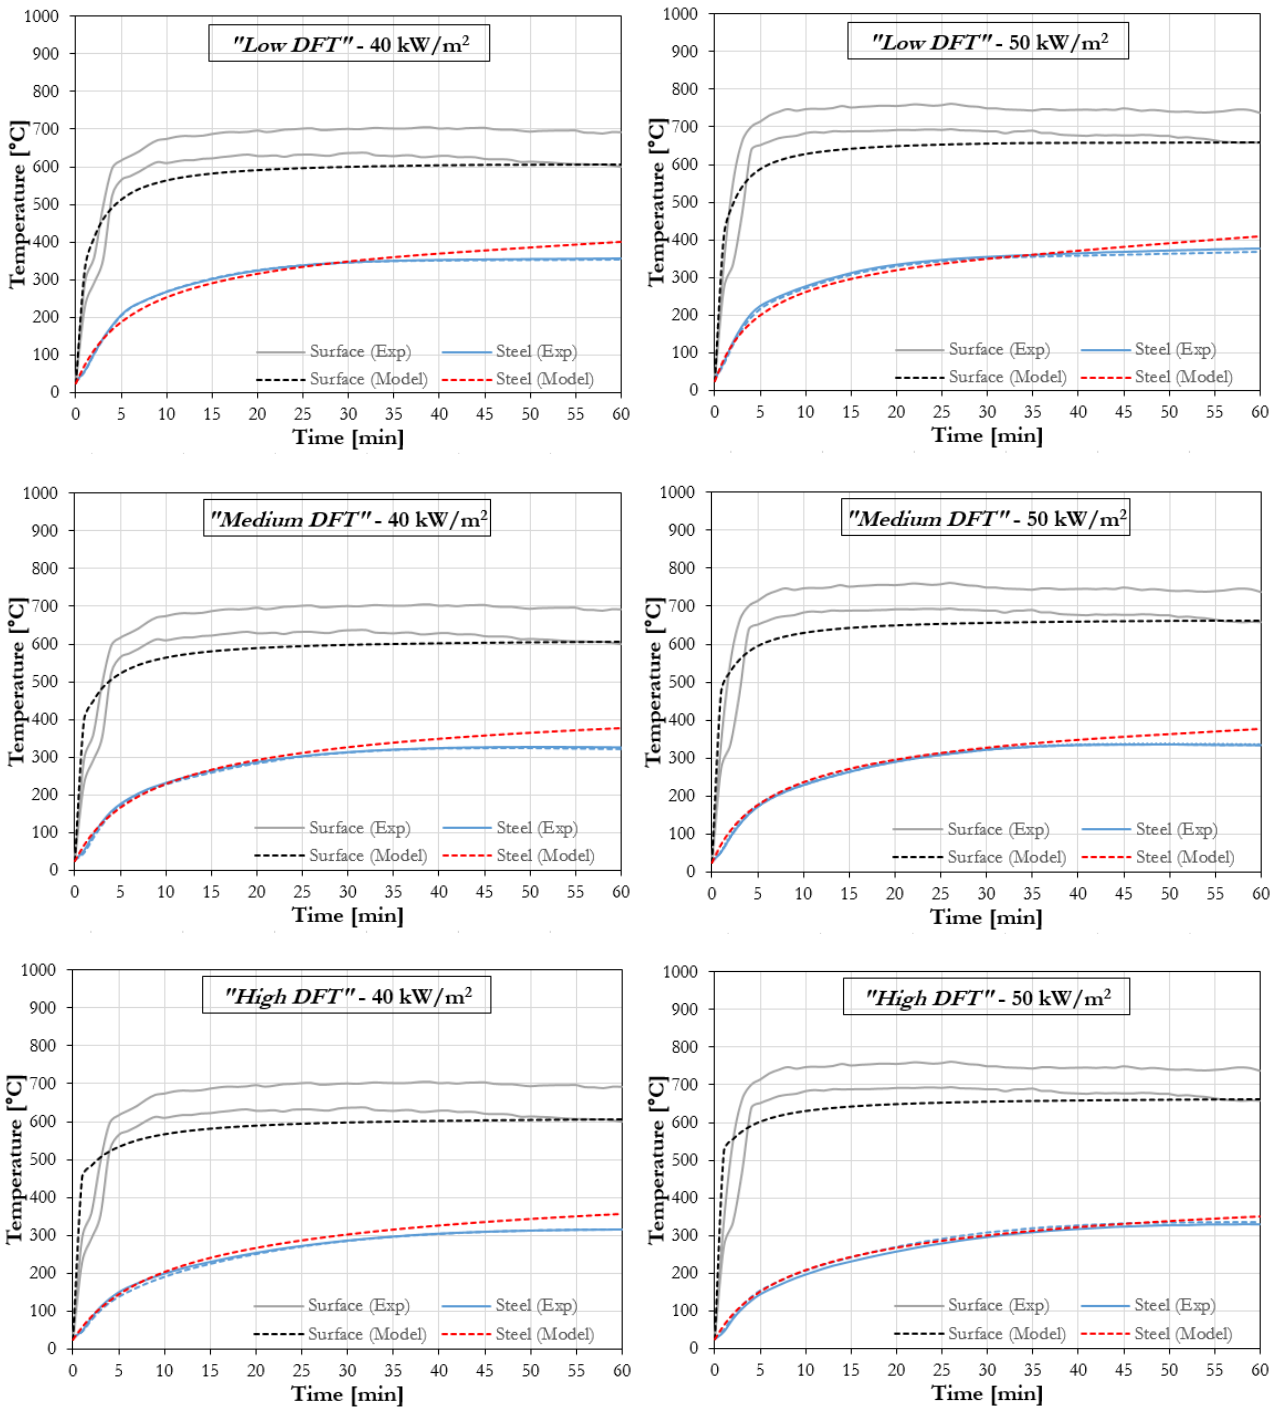 "Low DFT" - 40 kW/m²
Temperature [°C]
1000
900
800
700
600
500
400
300
200
100
0
Surface (Exp) Steel (Exp)
Surface (Model) Steel (Model)
0 5 10 15 20 25 30 35 40 45 50 55 60
Time [min]
"Low DFT" - 50 kW/m²
Temperature [°C]
1000
900
800
700
600
500
400
300
200
100
0
Surface (Exp) Steel (Exp)
Surface (Model) Steel (Model)
0 5 10 15 20 25 30 35 40 45 50 55 60
Time [min]
"Medium DFT" - 40 kW/m²
Temperature [°C]
1000
900
800
700
600
500
400
300
200
100
0
Surface (Exp) Steel (Exp)
Surface (Model) Steel (Model)
0 5 10 15 20 25 30 35 40 45 50 55 60
Time [min]
"Medium DFT" - 50 kW/m²
Temperature [°C]
1000
900
800
700
600
500
400
300
200
100
0
Surface (Exp) Steel (Exp)
Surface (Model) Steel (Model)
0 5 10 15 20 25 30 35 40 45 50 55 60
Time [min]
"High DFT" - 40 kW/m²
Temperature [°C]
1000
900
800
700
600
500
400
300
200
100
0
Surface (Exp) Steel (Exp)
Surface (Model) Steel (Model)
0 5 10 15 20 25 30 35 40 45 50 55 60
Time [min]
"High DFT" - 50 kW/m²
Temperature [°C]
1000
900
800
700
600
500
400
300
200
100
0
Surface (Exp) Steel (Exp)
Surface (Model) Steel (Model)
0 5 10 15 20 25 30 35 40 45 50 55 60
Time [min]